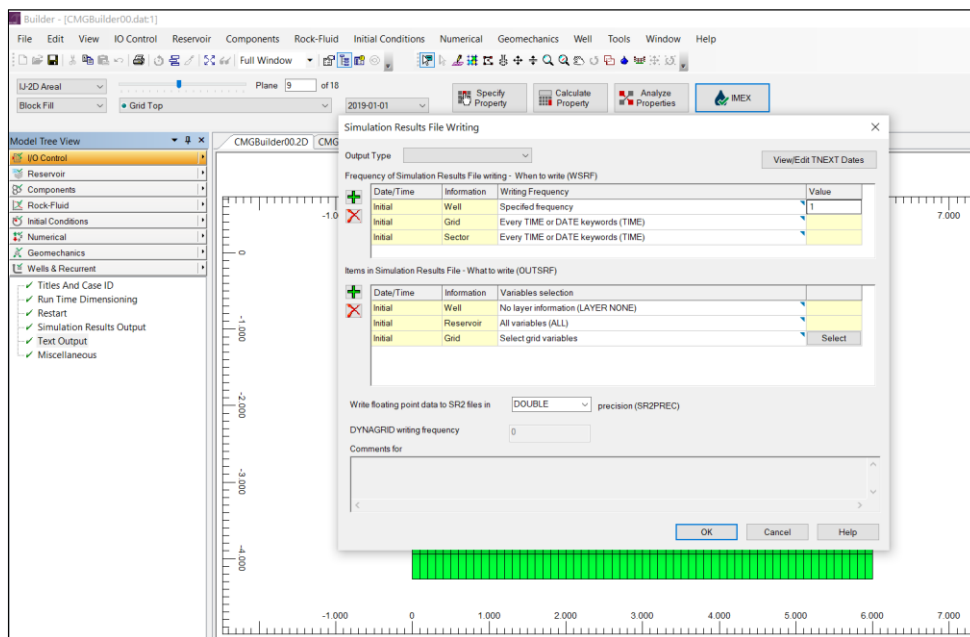 Builder - [CMGBuilder00.dat:1]
File Edit View IO Control Reservoir Components Rock-Fluid Initial Conditions Numerical Geomechanics Well Tools Window Help
Full Window
IJ-2D Areal Plane 9 of 18
Block Fill Grid Top 2019-01-01
Specify Property
Calculate Property
Analyze Properties
IMEX
Model Tree View
CMGBuilder00.2D CMG
I/O Control
Reservoir
Components
Rock-Fluid
Initial Conditions
Numerical
Geomechanics
Wells & Recurrent
Titles And Case ID
Run Time Dimensioning
Restart
Simulation Results Output
Text Output
Miscellaneous
Simulation Results File Writing
Output Type View/Edit TNEXT Dates
Frequency of Simulation Results File writing - When to write (WSRF)
Date/Time Information Writing Frequency Value
Initial Well Specifed frequency 1
Initial Grid Every TIME or DATE keywords (TIME)
Initial Sector Every TIME or DATE keywords (TIME)
Items in Simulation Results File - What to write (OUTSRF)
Date/Time Information Variables selection
Initial Well No layer information (LAYER NONE)
Initial Reservoir All variables (ALL)
Initial Grid Select grid variables Select
Write floating point data to SR2 files in DOUBLE precision (SR2PREC)
DYNAGRID writing frequency 0
Comments for
OK Cancel Help
-1.0 7.000
0
-1.000
-2.000
-3.000
-4.000
-1.000 0 1.000 2.000 3.000 4.000 5.000 6.000 7.000